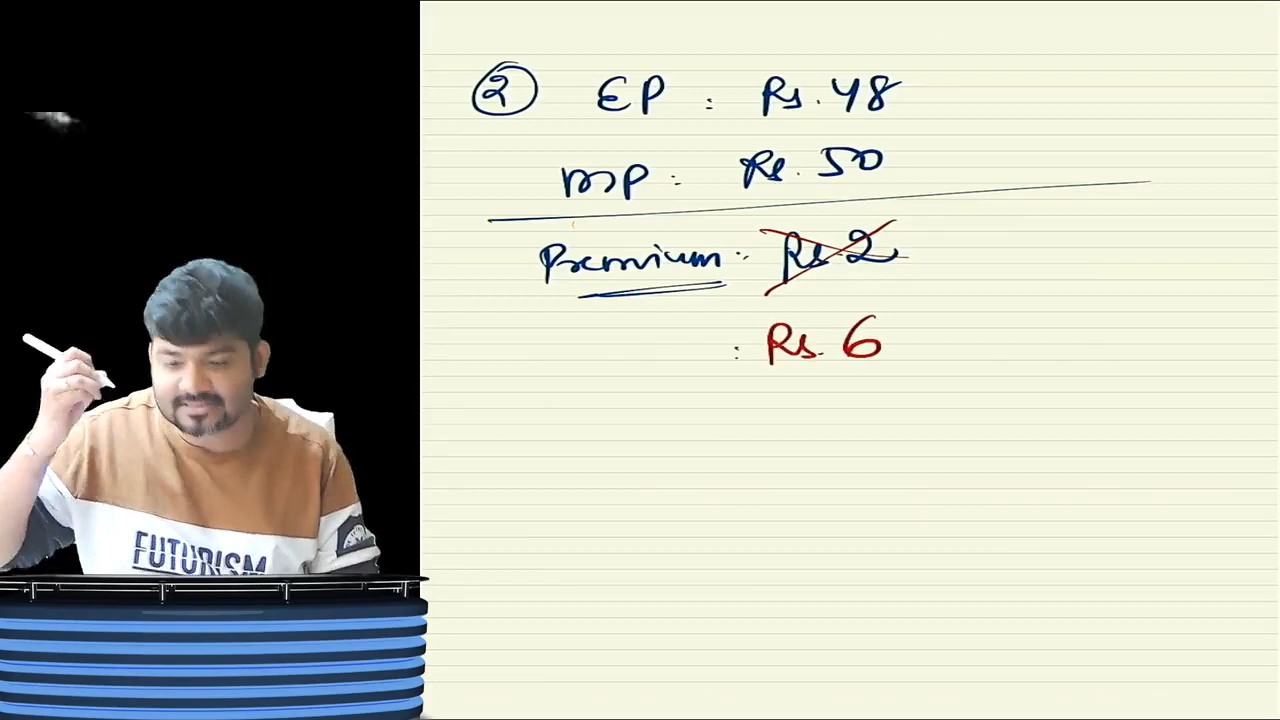 ② EP : Rs. 48
MP : Rs. 50
Premium : Rs 2
: Rs. 6
FUTURISM